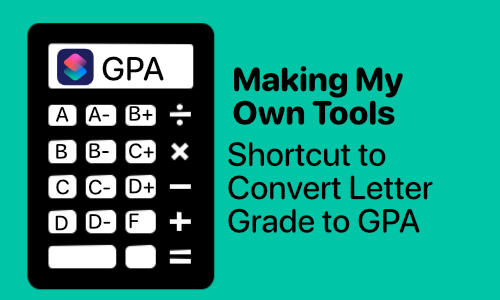 GPA
A A- B+ ÷
B B- C+ ×
C C- D+ −
D D- F +
=
Making My
Own Tools
Shortcut to
Convert Letter
Grade to GPA